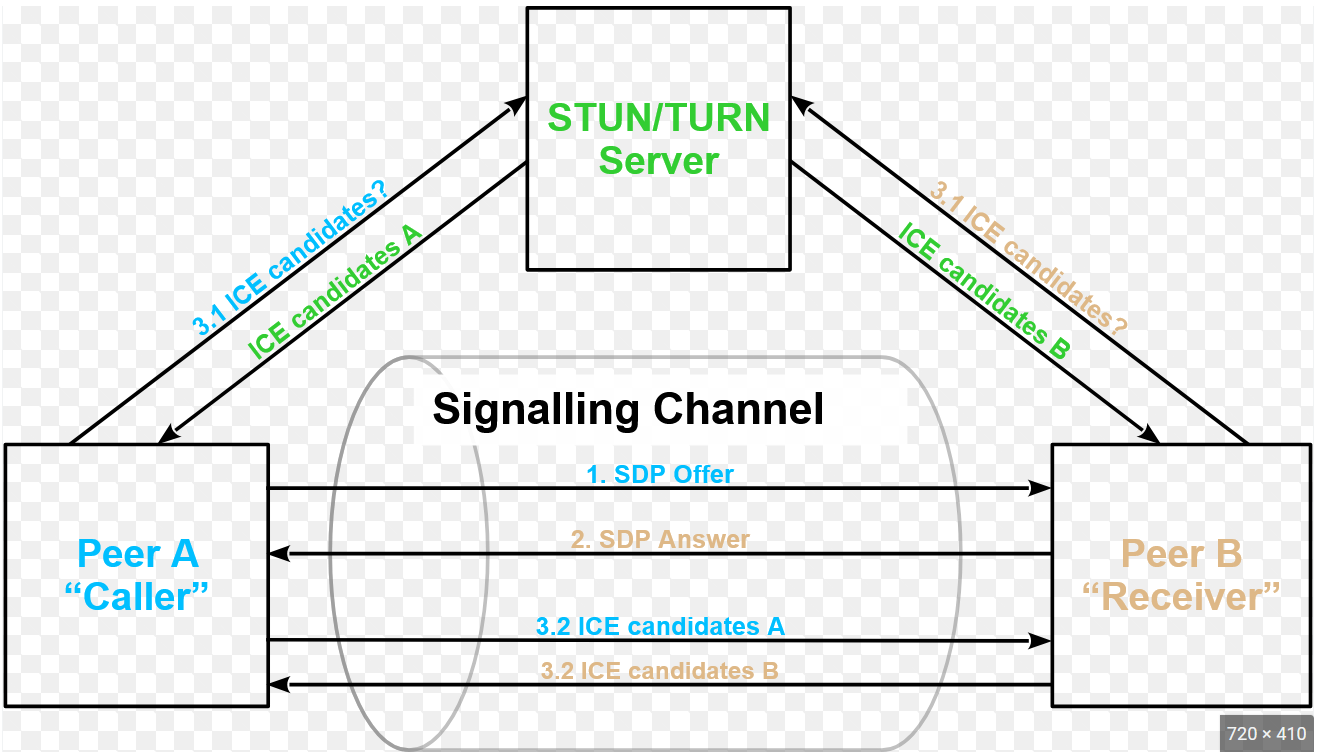 STUN/TURN
Server
3.1 ICE candidates?
ICE candidates A
3.1 ICE candidates?
ICE candidates B
Signalling Channel
1. SDP Offer
2. SDP Answer
Peer A
“Caller”
Peer B
“Receiver”
3.2 ICE candidates A
3.2 ICE candidates B
720 × 410